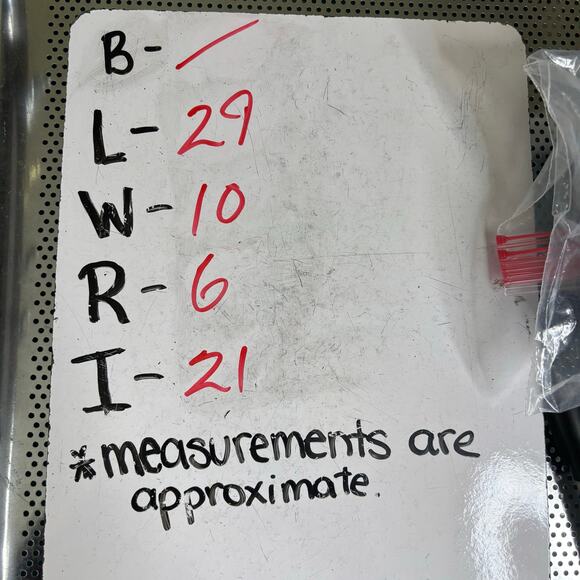 B- /
L- 29
W- 10
R- 6
I- 21
* measurements are
approximate.